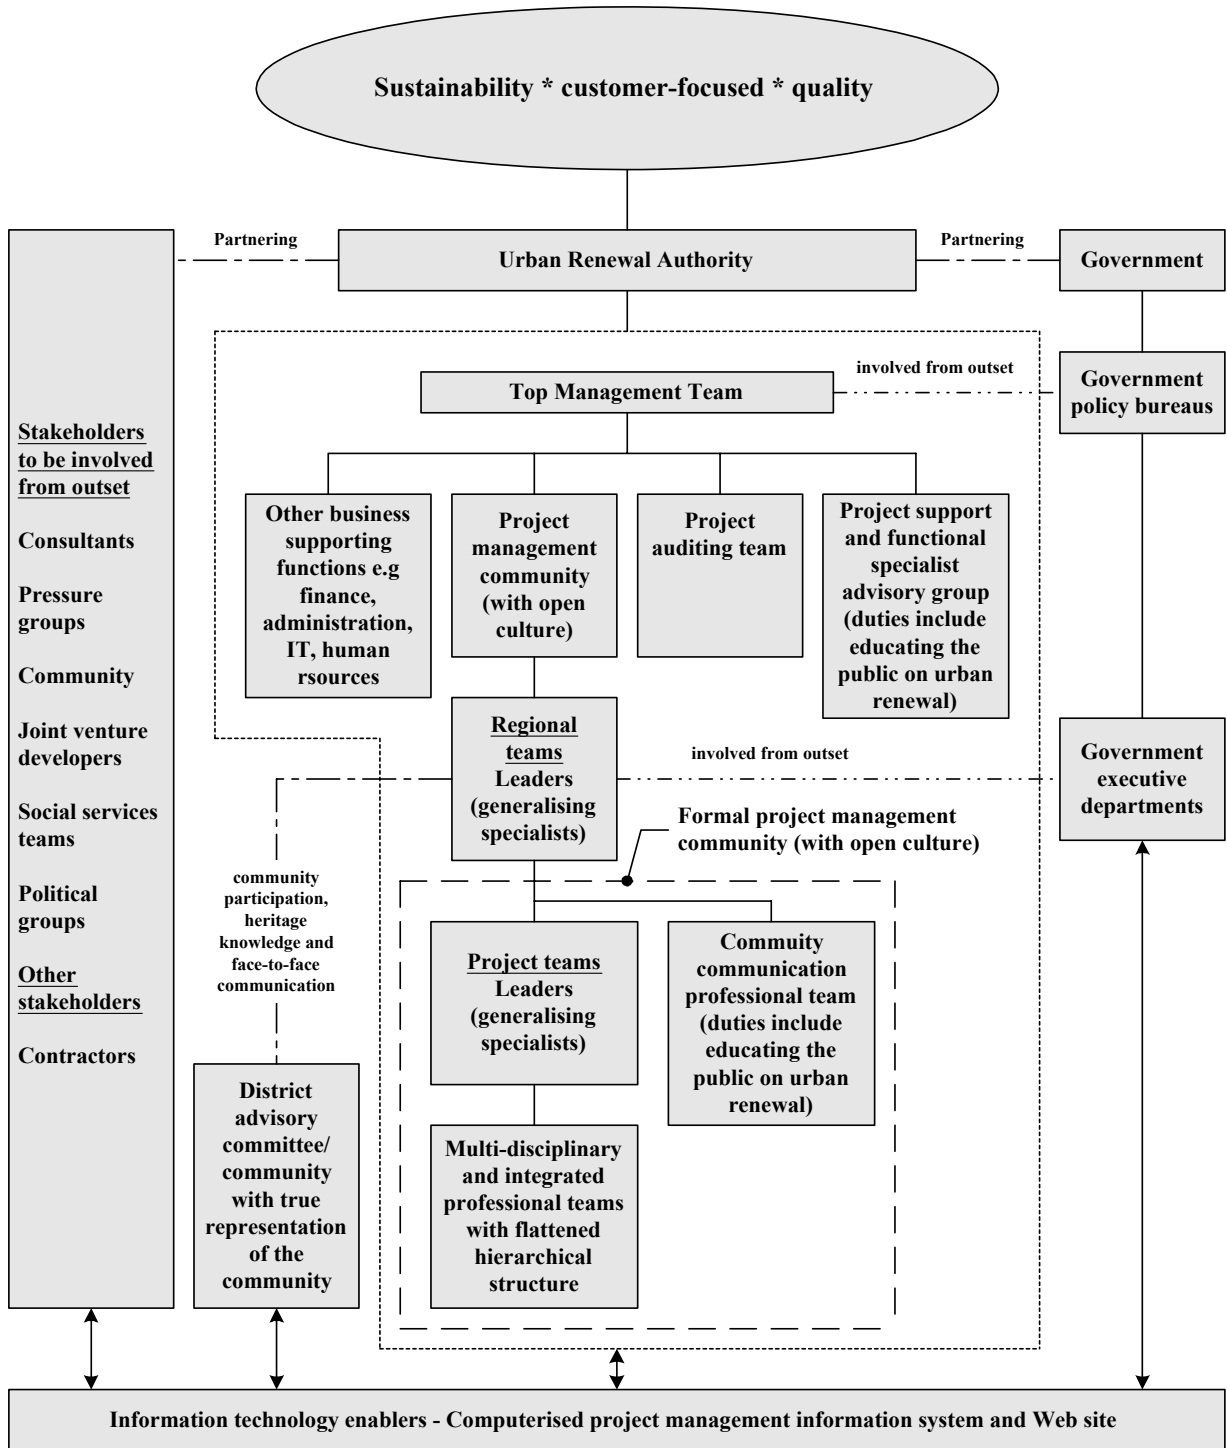 Sustainability * customer-focused * quality
Partnering
Urban Renewal Authority
Partnering
Government
involved from outset
Top Management Team
Government
policy bureaus
Stakeholders
to be involved
from outset
Consultants
Pressure
groups
Community
Joint venture
developers
Social services
teams
Political
groups
Other
stakeholders
Contractors
Other business
supporting
functions e.g
finance,
administration,
IT, human
rsources
Project
management
community
(with open
culture)
Project
auditing team
Project support
and functional
specialist
advisory group
(duties include
educating the
public on urban
renewal)
Regional
teams
Leaders
(generalising
specialists)
involved from outset
Government
executive
departments
Formal project management
community (with open culture)
community
participation,
heritage
knowledge and
face-to-face
communication
Project teams
Leaders
(generalising
specialists)
Commuity
communication
professional team
(duties include
educating the
public on urban
renewal)
District
advisory
committee/
community
with true
representation
of the
community
Multi-disciplinary
and integrated
professional teams
with flattened
hierarchical
structure
Information technology enablers - Computerised project management information system and Web site